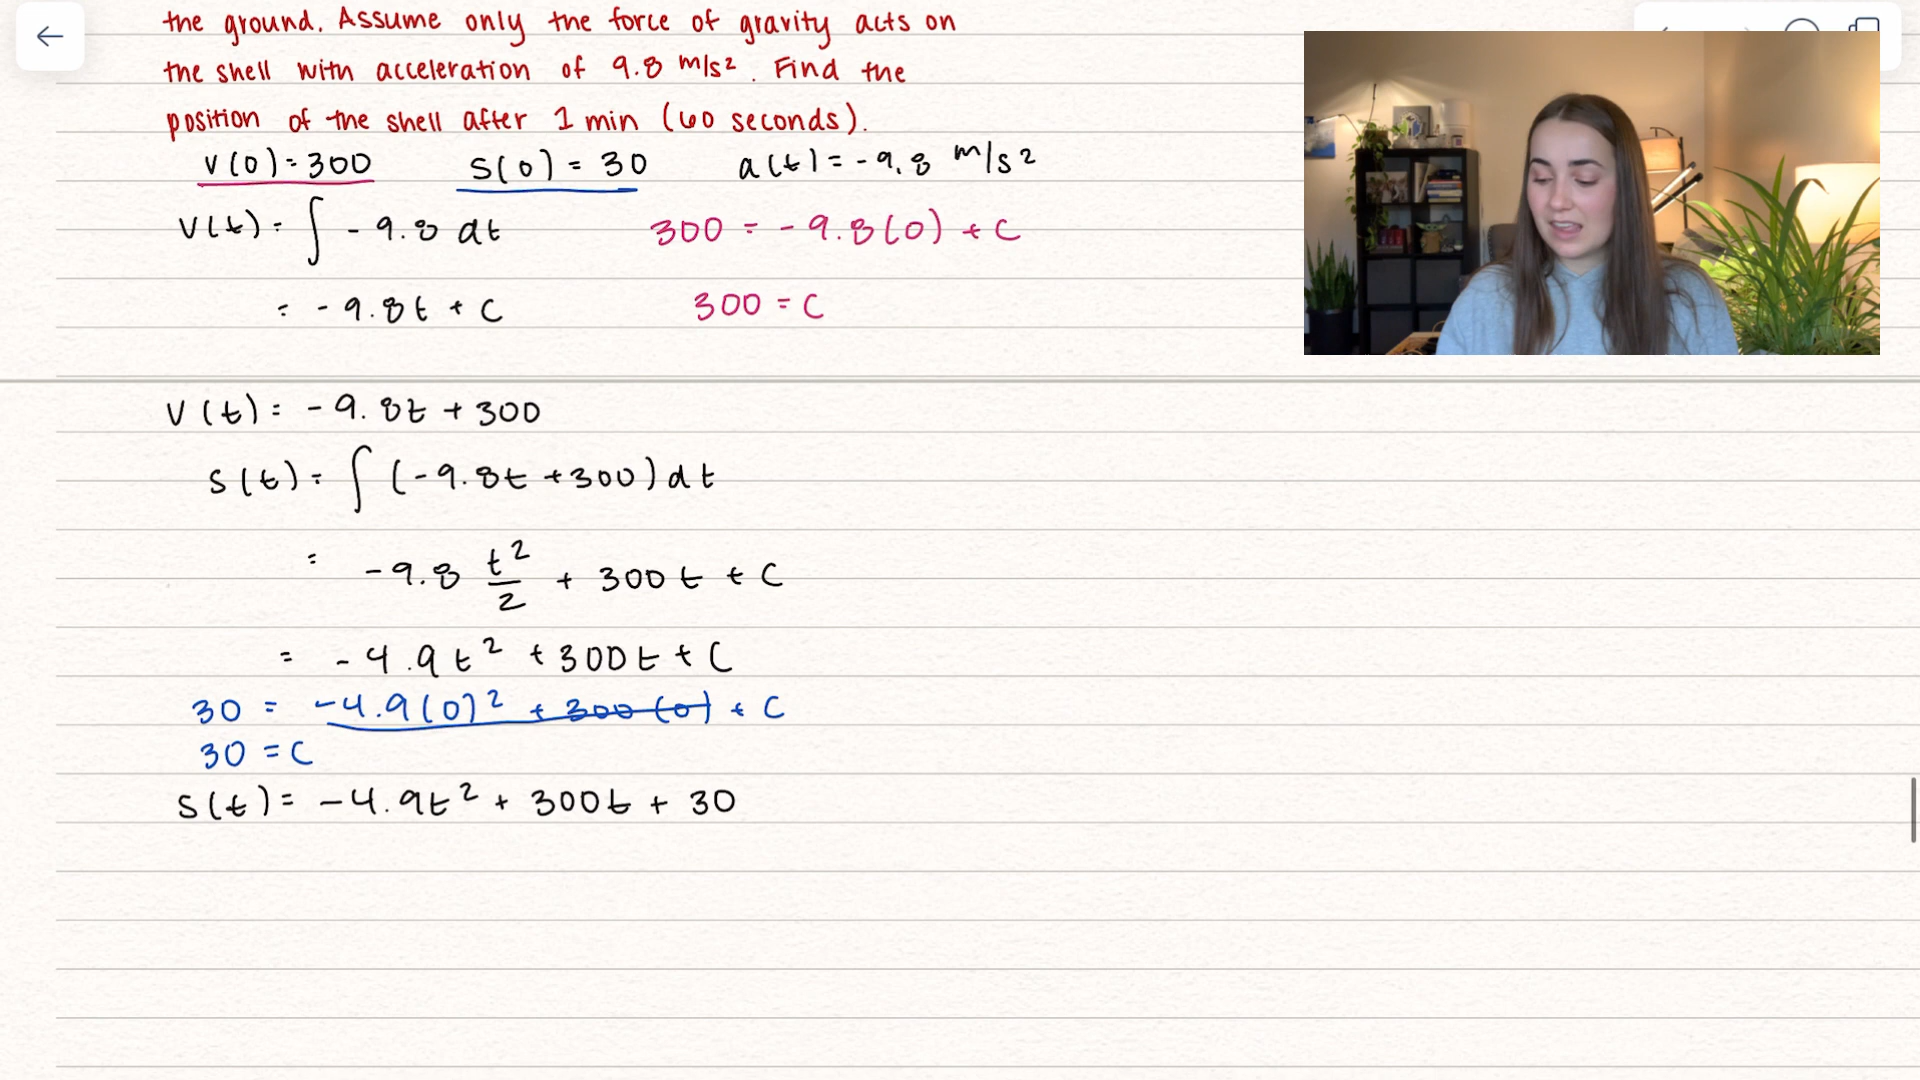 the ground. Assume only the force of gravity acts on
the shell with acceleration of 9.8 m/s². Find the
position of the shell after 1 min (60 seconds).
v(0) = 300 s(0) = 30 a(t) = -9.8 m/s²
v(t) = ∫ -9.8 dt 300 = -9.8(0) + C
= -9.8t + C 300 = C
v(t) = -9.8t + 300
s(t) = ∫ (-9.8t + 300) dt
= -9.8 t²/2 + 300t + C
= -4.9t² + 300t + C
30 = -4.9(0)² + 300(0) + C
30 = C
s(t) = -4.9t² + 300t + 30